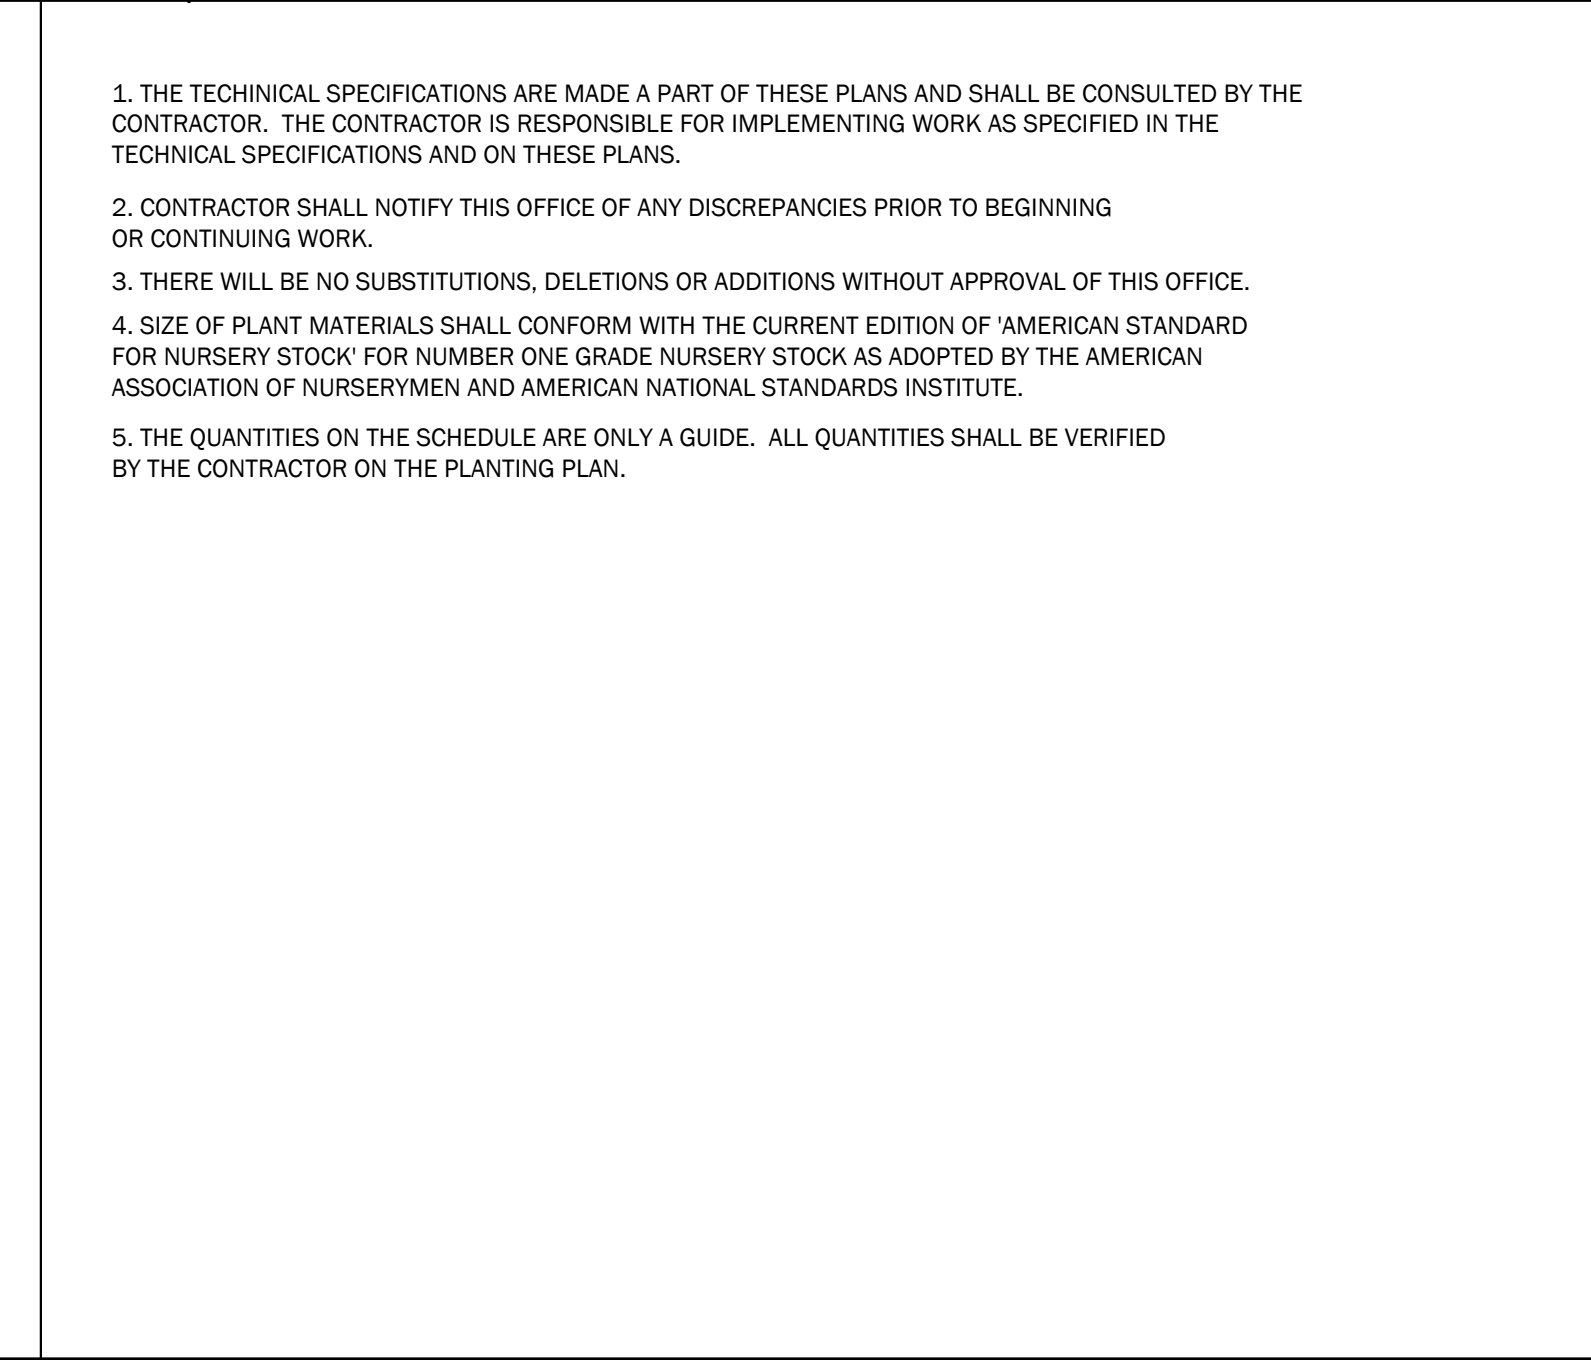 1. THE TECHINICAL SPECIFICATIONS ARE MADE A PART OF THESE PLANS AND SHALL BE CONSULTED BY THE
CONTRACTOR.  THE CONTRACTOR IS RESPONSIBLE FOR IMPLEMENTING WORK AS SPECIFIED IN THE
TECHNICAL SPECIFICATIONS AND ON THESE PLANS.
2. CONTRACTOR SHALL NOTIFY THIS OFFICE OF ANY DISCREPANCIES PRIOR TO BEGINNING
OR CONTINUING WORK.
3. THERE WILL BE NO SUBSTITUTIONS, DELETIONS OR ADDITIONS WITHOUT APPROVAL OF THIS OFFICE.
4. SIZE OF PLANT MATERIALS SHALL CONFORM WITH THE CURRENT EDITION OF 'AMERICAN STANDARD
FOR NURSERY STOCK' FOR NUMBER ONE GRADE NURSERY STOCK AS ADOPTED BY THE AMERICAN
ASSOCIATION OF NURSERYMEN AND AMERICAN NATIONAL STANDARDS INSTITUTE.
5. THE QUANTITIES ON THE SCHEDULE ARE ONLY A GUIDE.  ALL QUANTITIES SHALL BE VERIFIED
BY THE CONTRACTOR ON THE PLANTING PLAN.